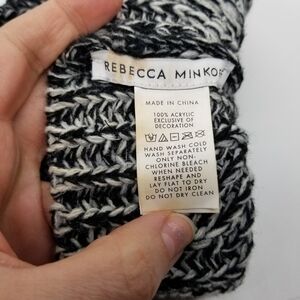 REBECCA MINKOF
MADE IN CHINA
100% ACRYLIC
EXCLUSIVE OF
DECORATION
HAND WASH COLD
WASH SEPARATELY
ONLY NON-
CHLORINE BLEACH
WHEN NEEDED
RESHAPE AND
LAY FLAT TO DRY
DO NOT IRON
DO NOT DRY CLEAN